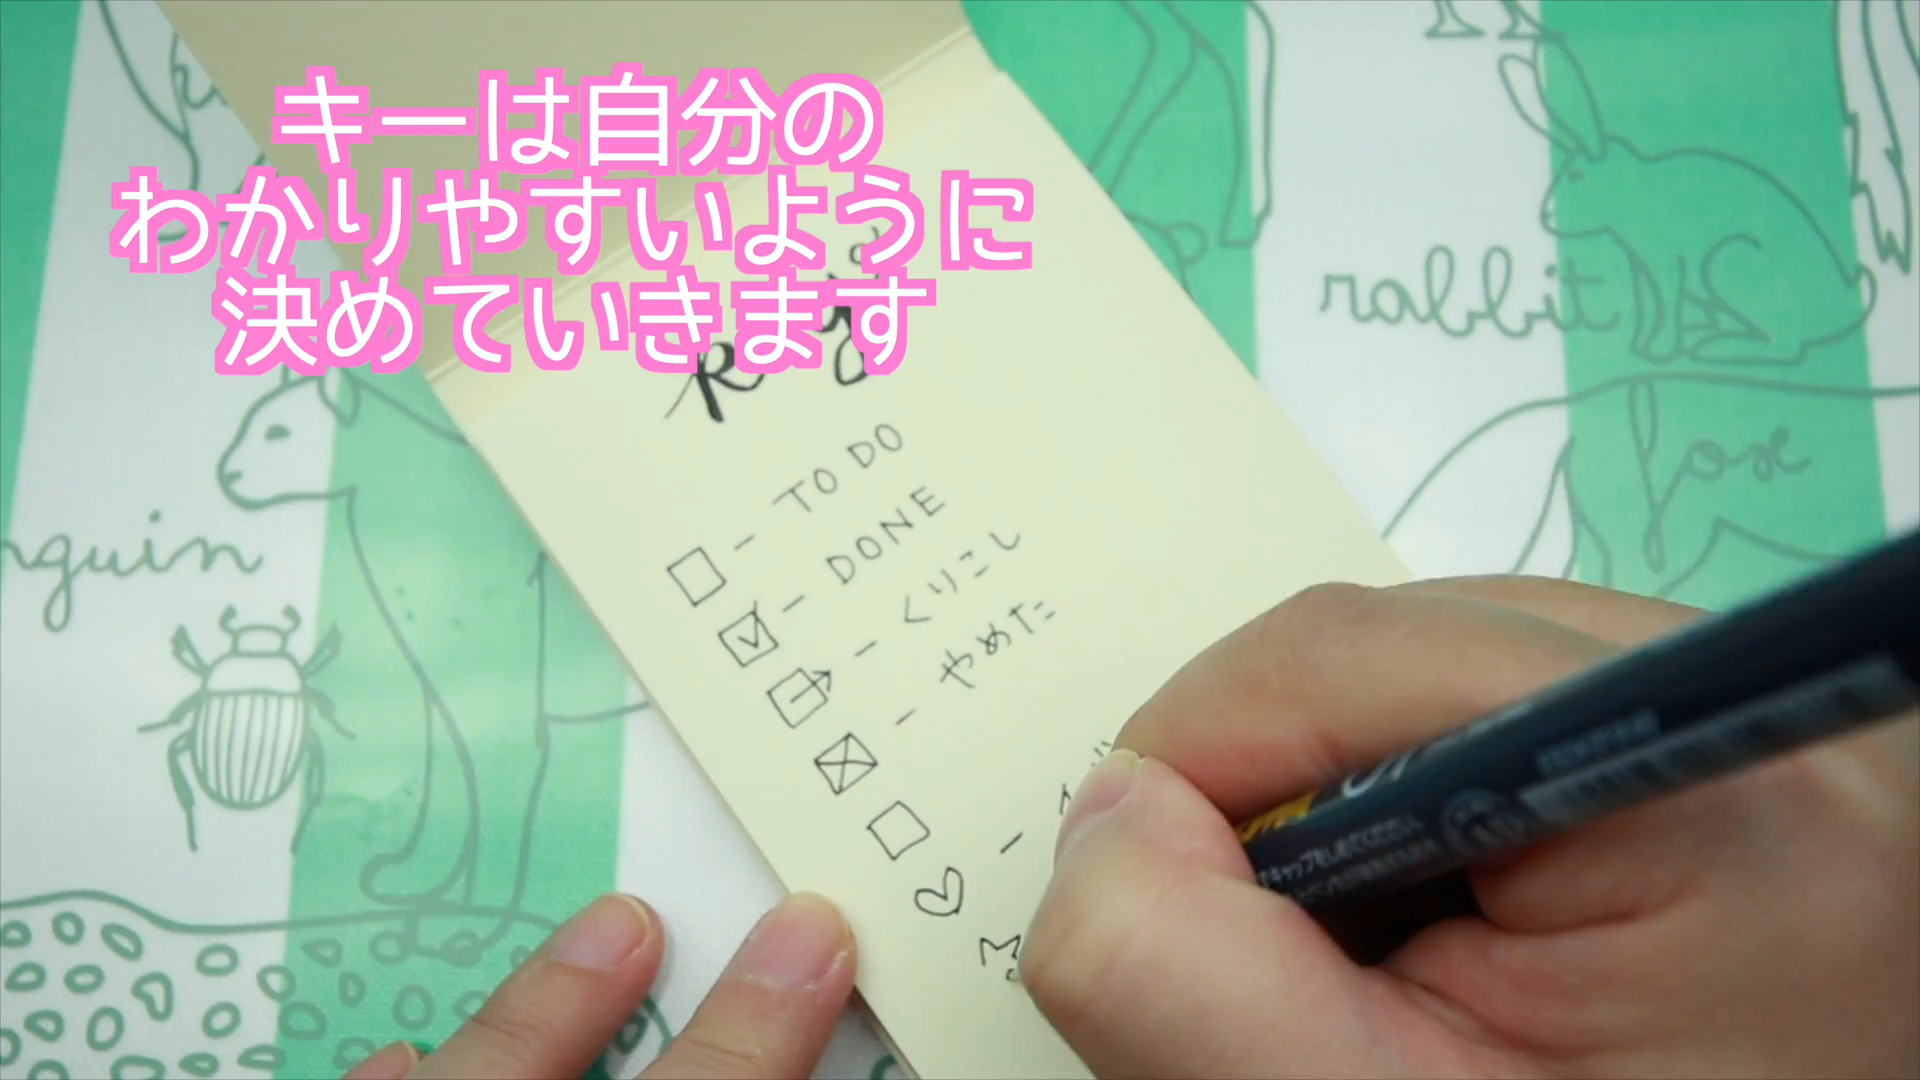 キーは自分の
わかりやすいように
決めていきます
TO DO
DONE
くりこし
やめた
rabbit
fox
nguin